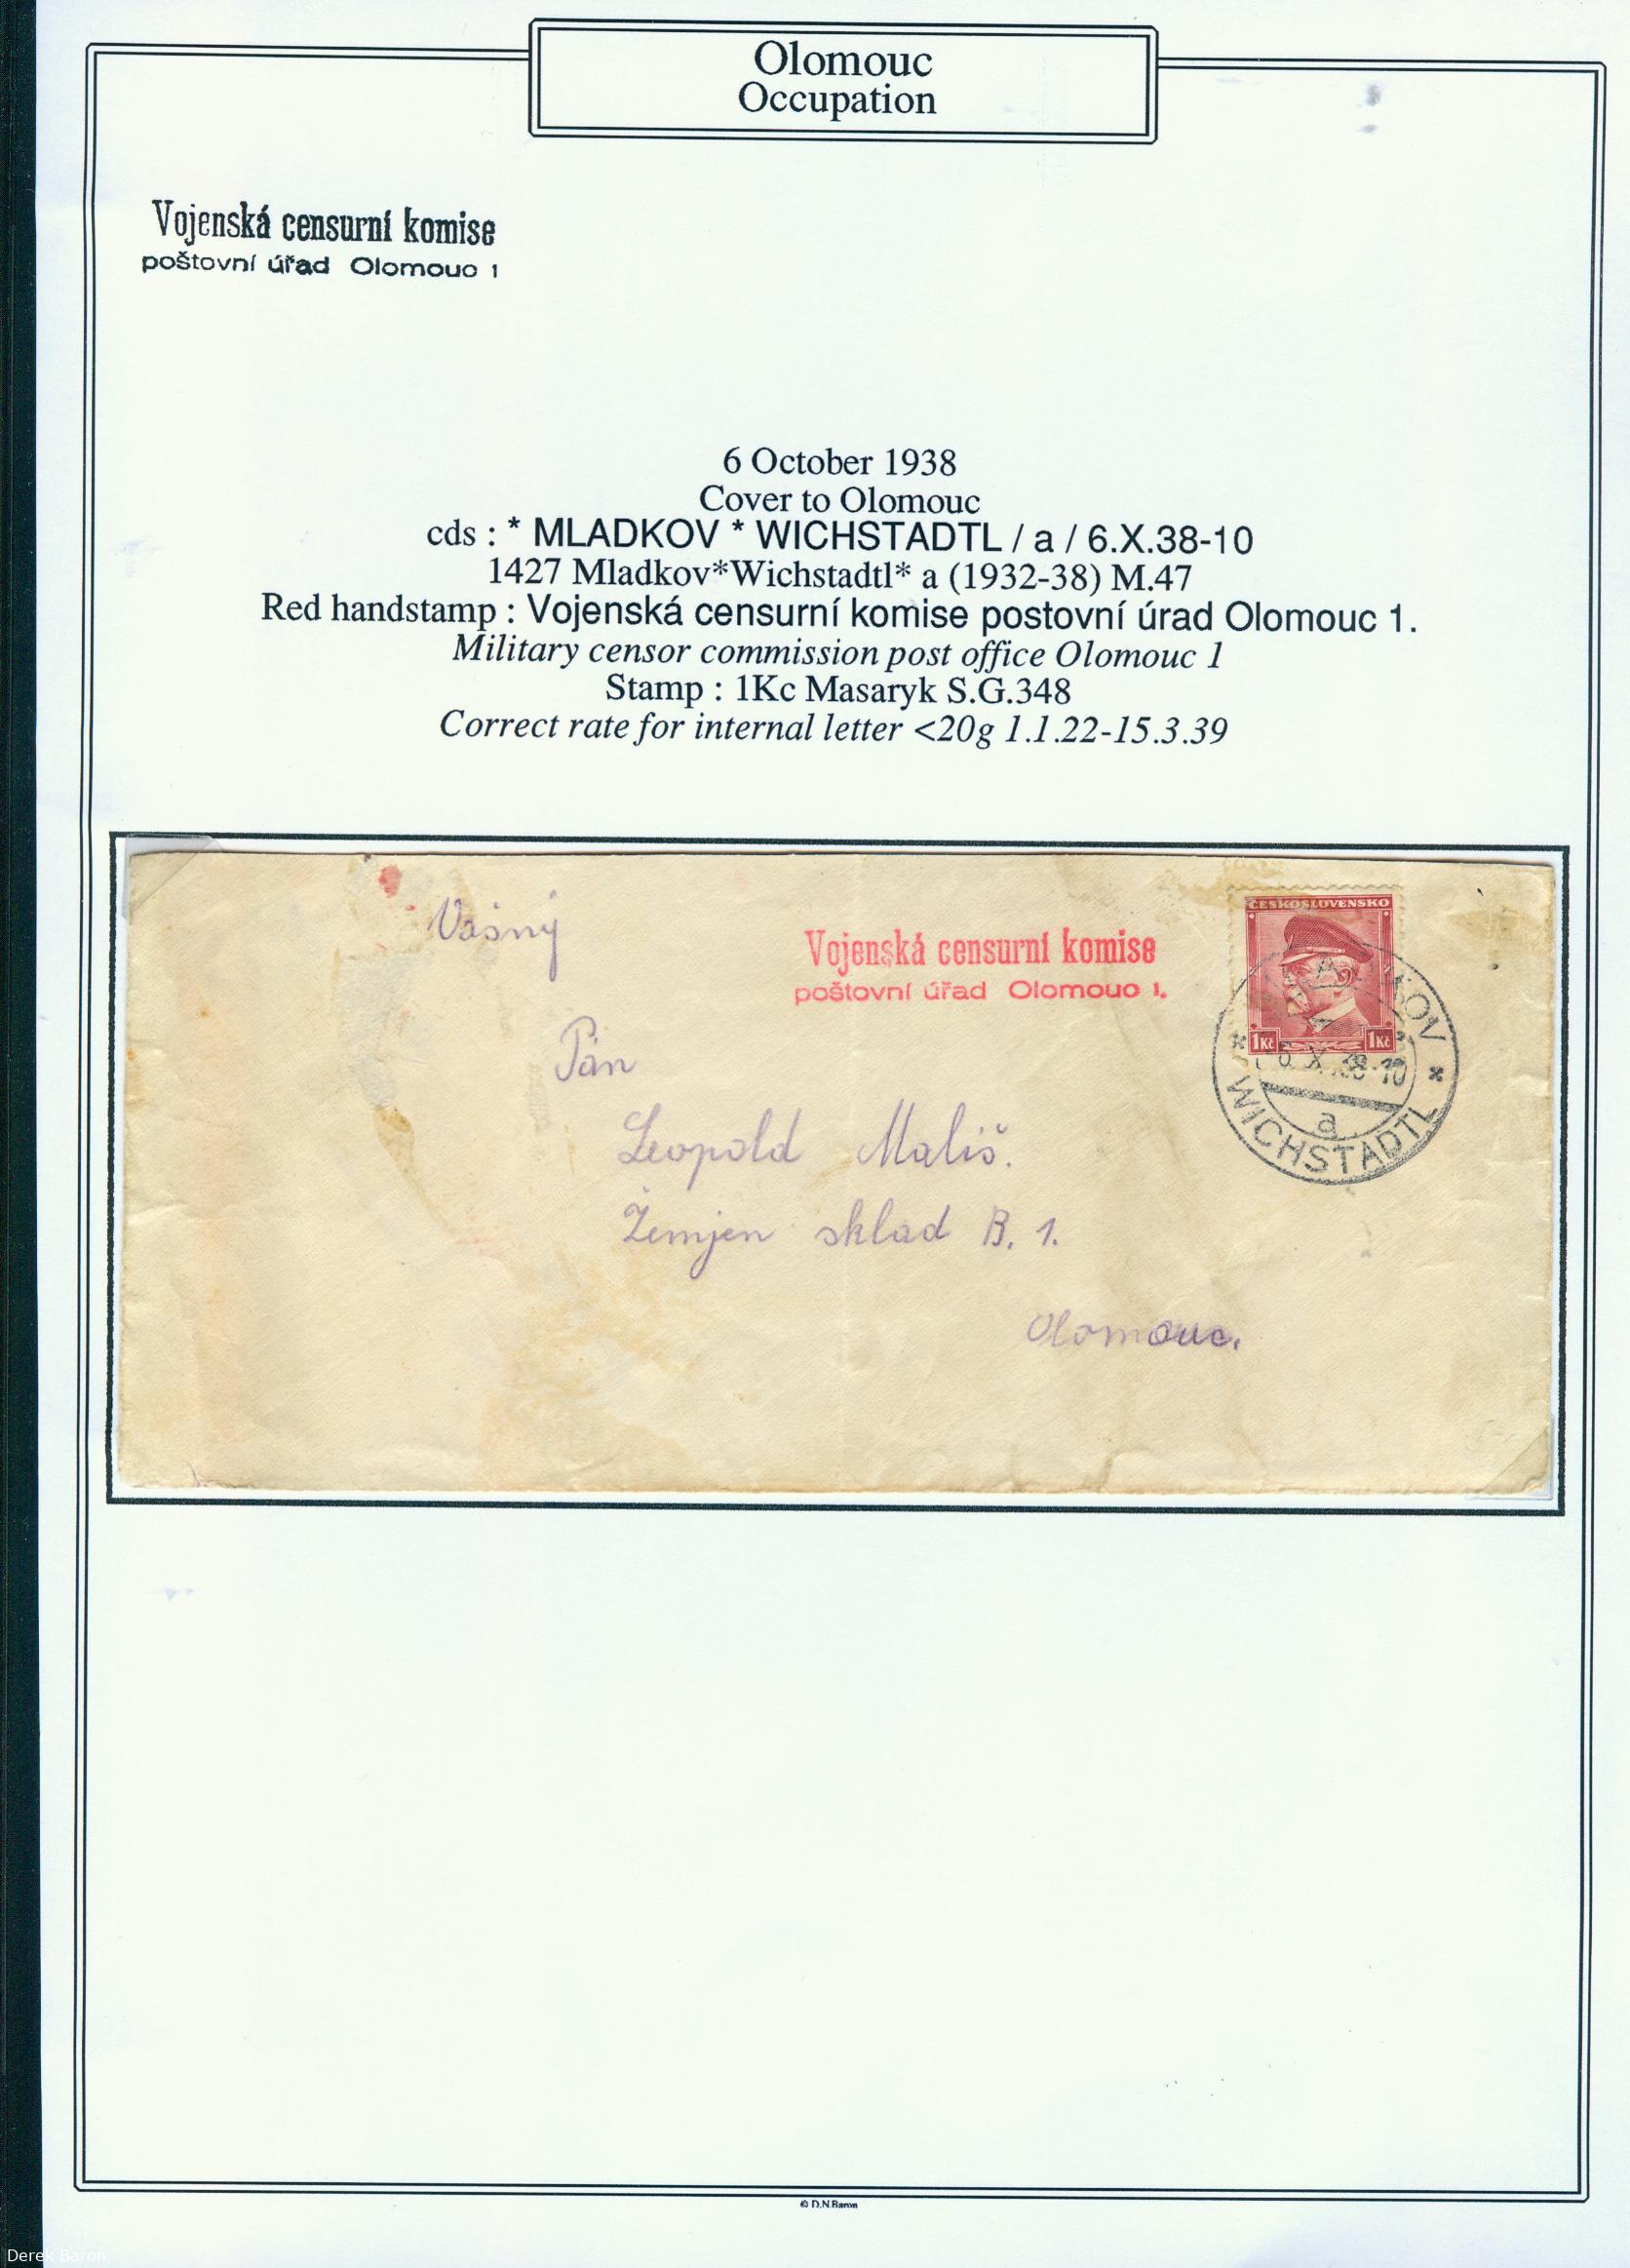 Olomouc
Occupation
Vojenská censurní komise
poštovní úřad Olomouc 1
6 October 1938
Cover to Olomouc
cds : * MLADKOV * WICHSTADTL / a / 6.X.38-10
1427 Mladkov*Wichstadtl* a (1932-38) M.47
Red handstamp : Vojenská censurní komise postovní úrad Olomouc 1.
Military censor commission post office Olomouc 1
Stamp : 1Kc Masaryk S.G.348
Correct rate for internal letter <20g 1.1.22-15.3.39
Vojenská censurní komise
poštovní úřad Olomouc 1.
ČESKOSLOVENSKO
1Kč 1Kč
6.X.38-10
a
WICHSTADTL
Pán
Leopold Mališ.
Žemjen sklad B. 1.
Olomouc.
© D.N.Baron
Derek Baron